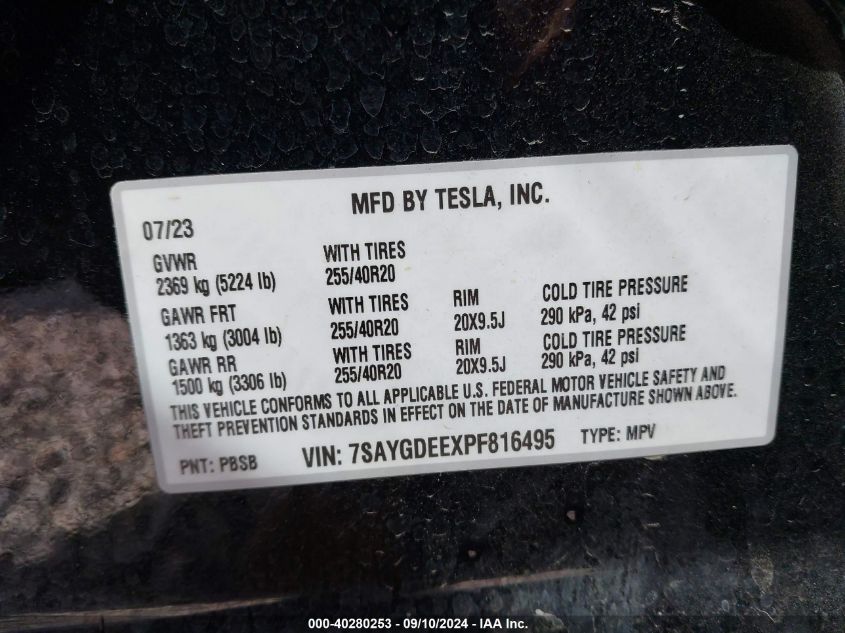 MFD BY TESLA, INC.
07/23
GVWR WITH TIRES
2369 kg (5224 lb) 255/40R20
GAWR FRT WITH TIRES RIM COLD TIRE PRESSURE
1363 kg (3004 lb) 255/40R20 20X9.5J 290 kPa, 42 psi
GAWR RR WITH TIRES RIM COLD TIRE PRESSURE
1500 kg (3306 lb) 255/40R20 20X9.5J 290 kPa, 42 psi
THIS VEHICLE CONFORMS TO ALL APPLICABLE U.S. FEDERAL MOTOR VEHICLE SAFETY AND
THEFT PREVENTION STANDARDS IN EFFECT ON THE DATE OF MANUFACTURE SHOWN ABOVE.
PNT: PBSB VIN: 7SAYGDEEXPF816495 TYPE: MPV
000-40280253 - 09/10/2024 - IAA Inc.